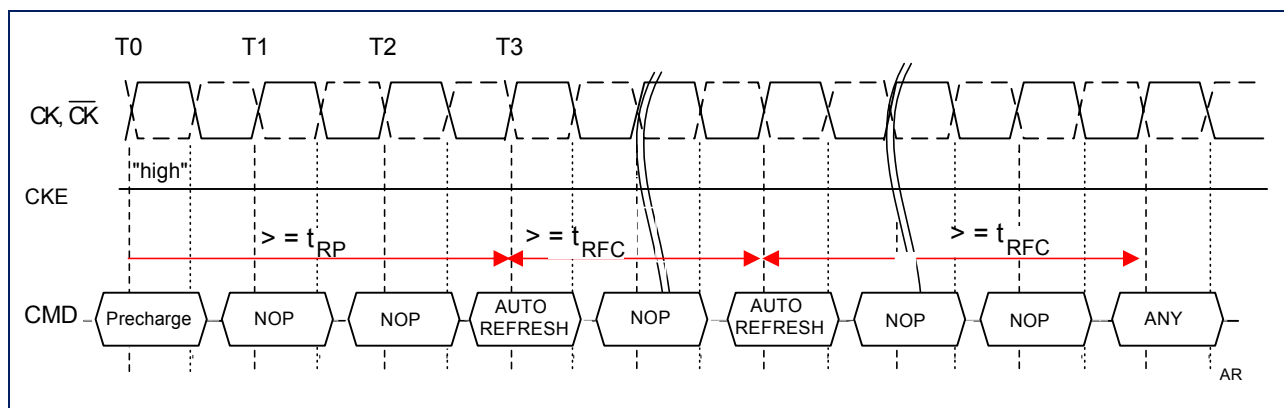 T0 T1 T2 T3
CK, C̅K̅
"high"
CKE
> = tRP > = tRFC > = tRFC
CMD Precharge NOP NOP AUTO REFRESH NOP AUTO REFRESH NOP NOP ANY
AR